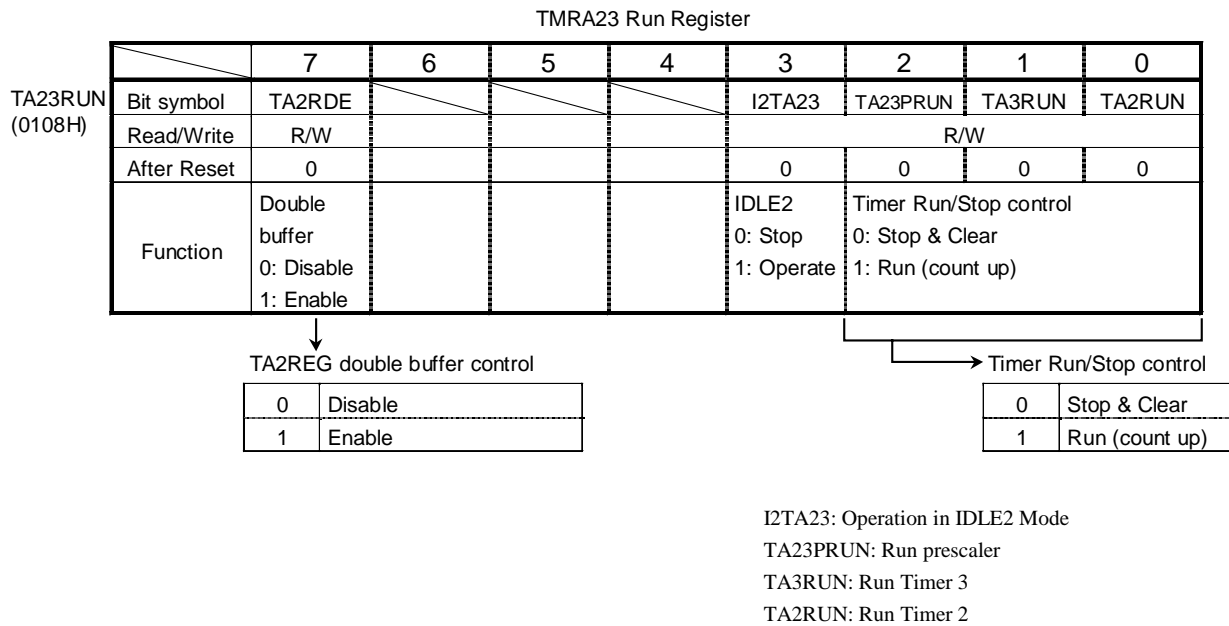 TMRA23 Run Register
7 6 5 4 3 2 1 0
TA23RUN
(0108H)
Bit symbol TA2RDE I2TA23 TA23PRUN TA3RUN TA2RUN
Read/Write R/W R/W
After Reset 0 0 0 0 0
Function
Double
buffer
0: Disable
1: Enable
IDLE2
0: Stop
1: Operate
Timer Run/Stop control
0: Stop & Clear
1: Run (count up)
TA2REG double buffer control
0 Disable
1 Enable
Timer Run/Stop control
0 Stop & Clear
1 Run (count up)
I2TA23: Operation in IDLE2 Mode
TA23PRUN: Run prescaler
TA3RUN: Run Timer 3
TA2RUN: Run Timer 2